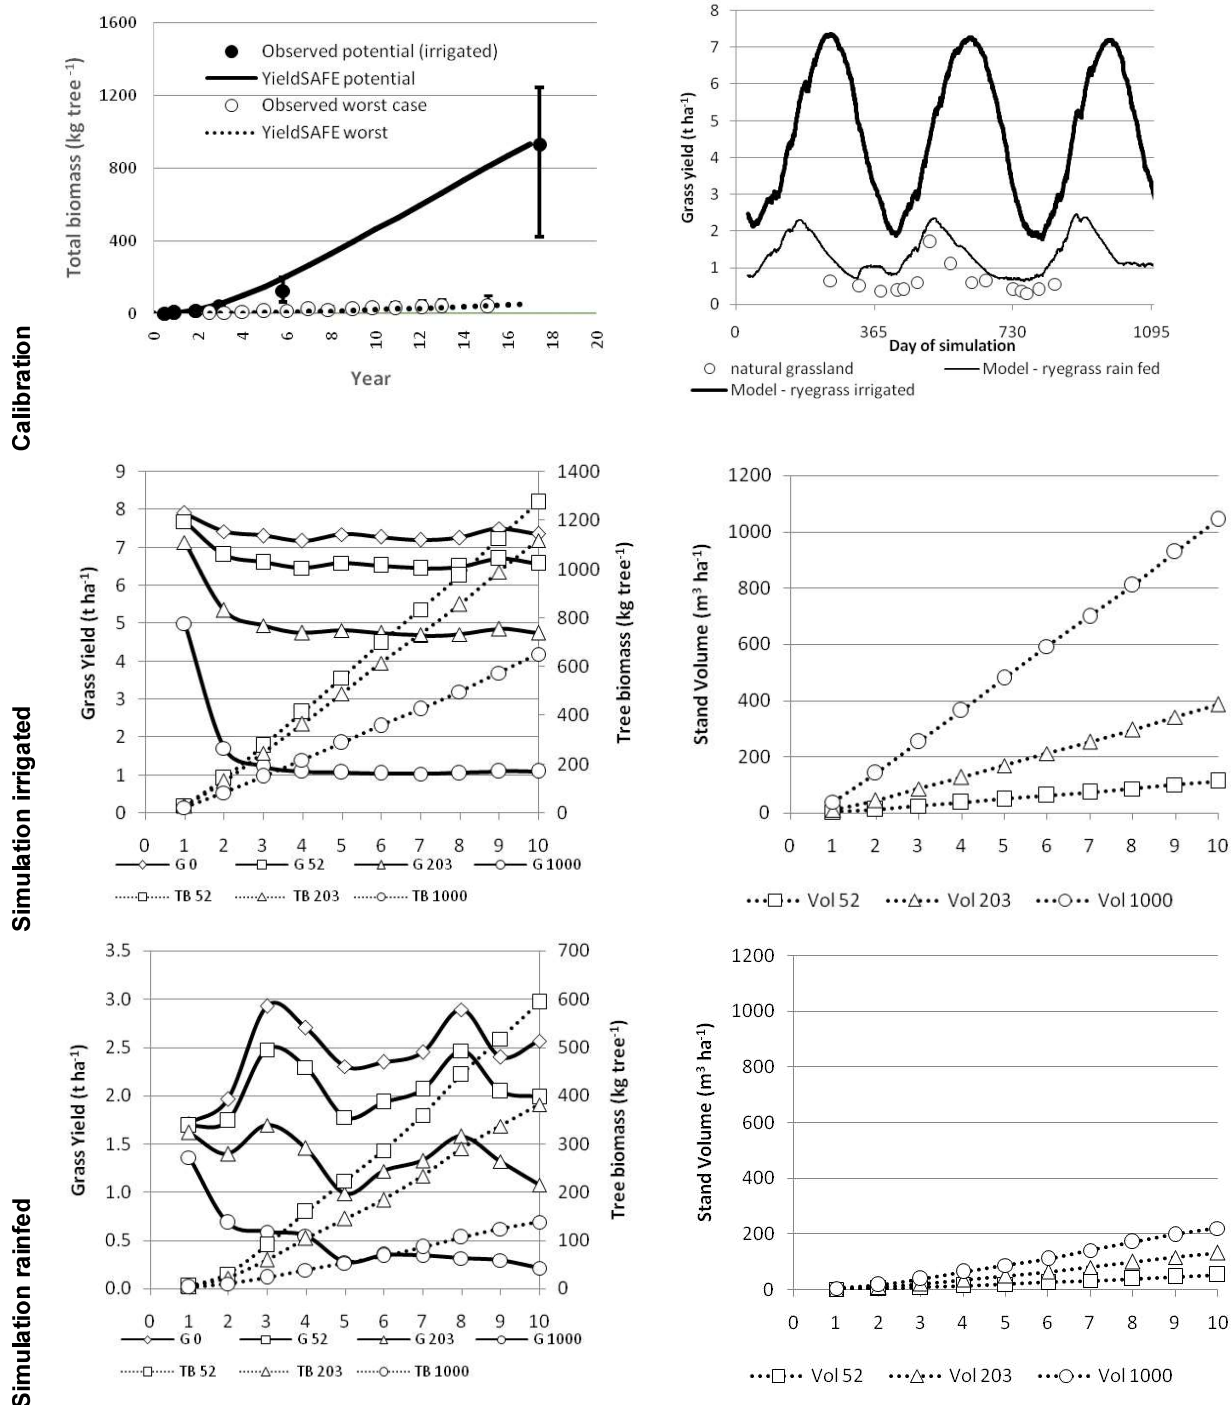 Calibration
1600
1200
800
400
0
Total biomass (kg tree⁻¹)
Observed potential (irrigated)
YieldSAFE potential
Observed worst case
YieldSAFE worst
0 2 4 6 8 10 12 14 16 18 20
Year
8
7
6
5
4
3
2
1
0
Grass yield (t ha⁻¹)
0 365 730 1095
Day of simulation
natural grassland Model - ryegrass rain fed
Model - ryegrass irrigated
Simulation irrigated
9
8
7
6
5
4
3
2
1
0
Grass Yield (t ha⁻¹)
1400
1200
1000
800
600
400
200
0
Tree biomass (kg tree⁻¹)
0 1 2 3 4 5 6 7 8 9 10
G 0 G 52 G 203 G 1000
TB 52 TB 203 TB 1000
1200
1000
800
600
400
200
0
Stand Volume (m³ ha⁻¹)
0 1 2 3 4 5 6 7 8 9 10
Vol 52 Vol 203 Vol 1000
Simulation rainfed
3.5
3.0
2.5
2.0
1.5
1.0
0.5
0.0
Grass Yield (t ha⁻¹)
700
600
500
400
300
200
100
0
Tree biomass (kg tree⁻¹)
0 1 2 3 4 5 6 7 8 9 10
G 0 G 52 G 203 G 1000
TB 52 TB 203 TB 1000
1200
1000
800
600
400
200
0
Stand Volume (m³ ha⁻¹)
0 1 2 3 4 5 6 7 8 9 10
Vol 52 Vol 203 Vol 1000